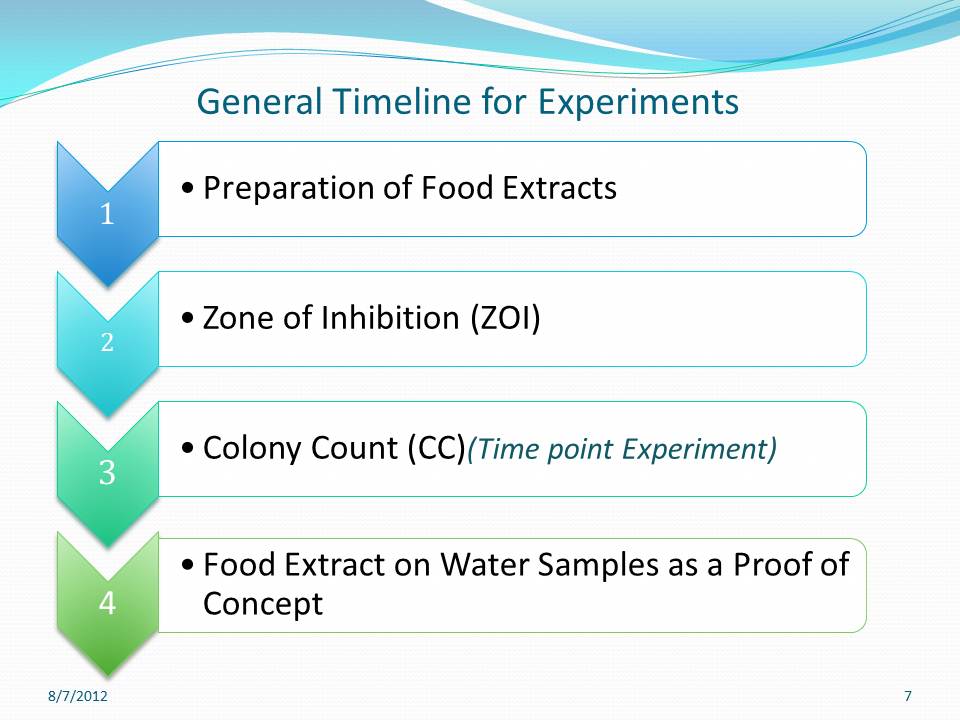 General Timeline for Experiments
1
• Preparation of Food Extracts
2
• Zone of Inhibition (ZOI)
3
• Colony Count (CC)(Time point Experiment)
4
• Food Extract on Water Samples as a Proof of
Concept
8/7/2012
7